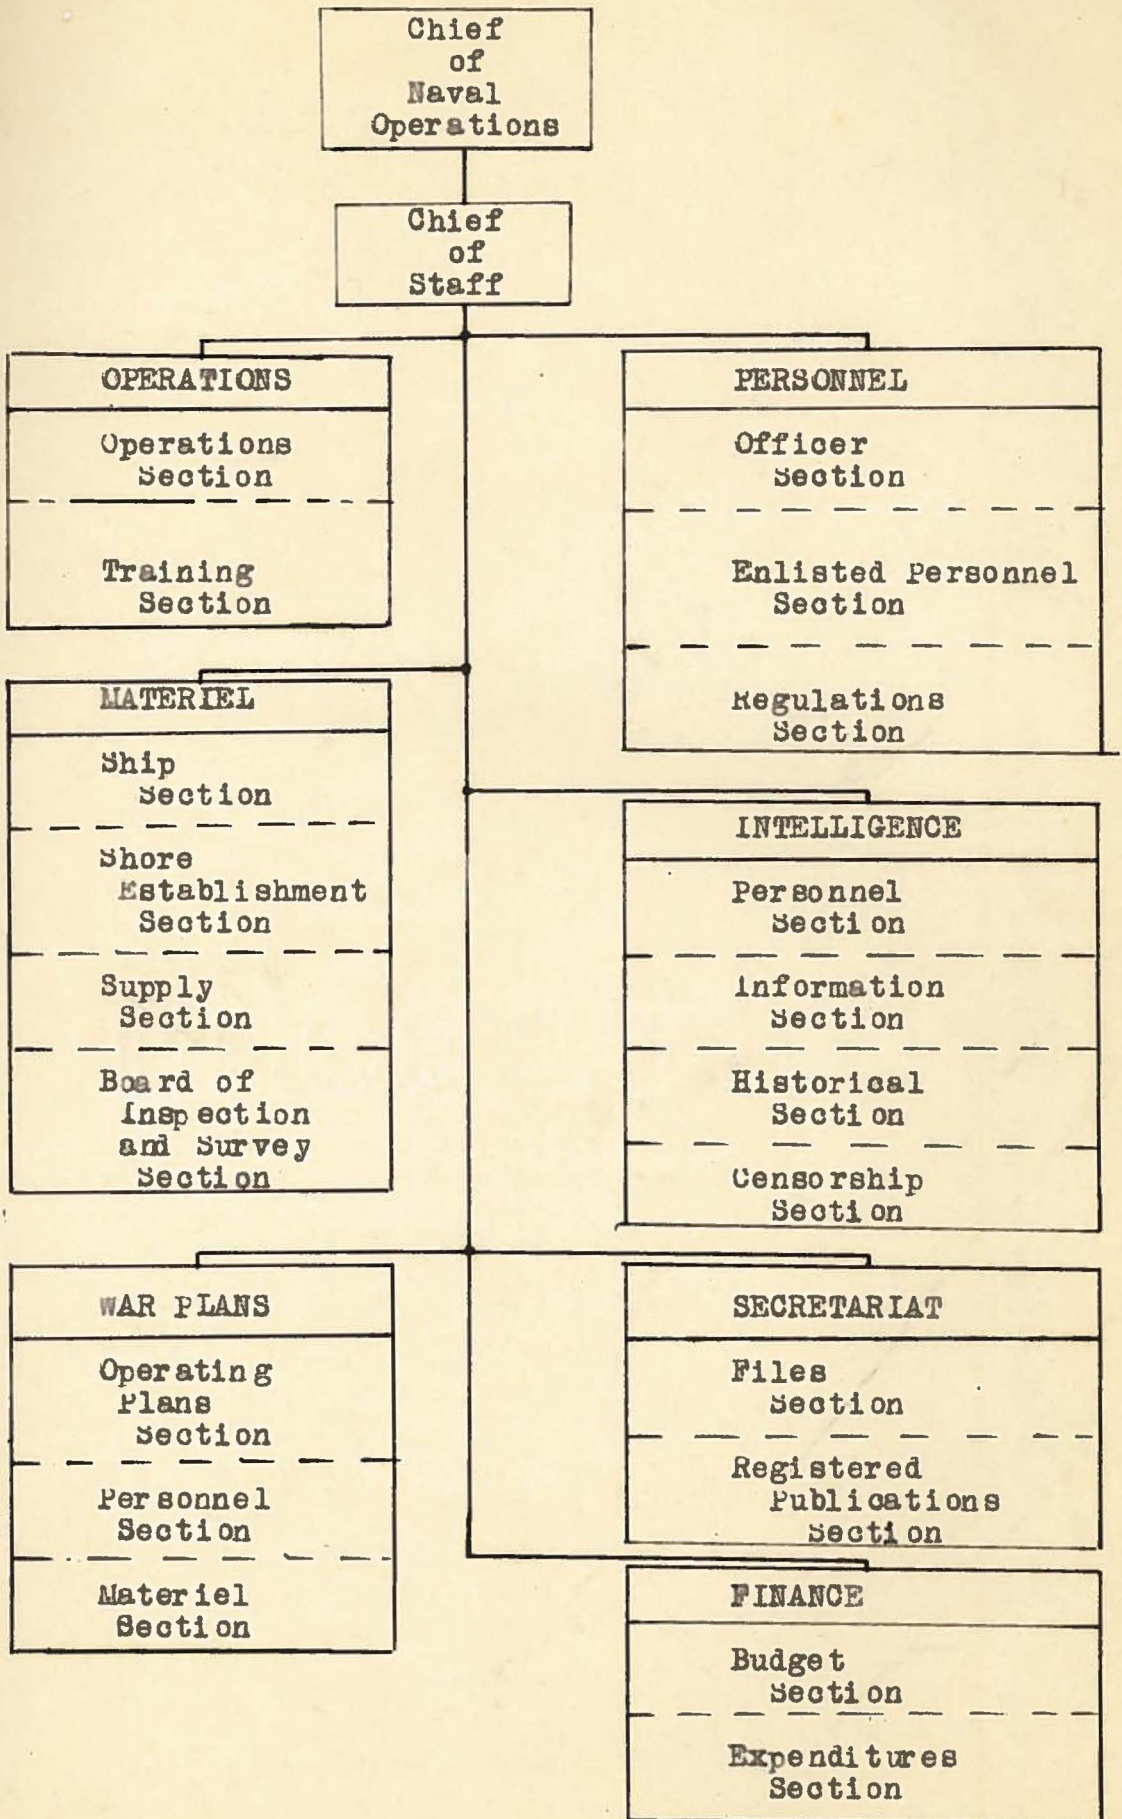 Chief
of
Naval
Operations
Chief
of
Staff
OPERATIONS
Operations
Section
Training
Section
PERSONNEL
Officer
Section
Enlisted Personnel
Section
Regulations
Section
MATERIEL
Ship
Section
Shore
Establishment
Section
Supply
Section
Board of
Inspection
and Survey
Section
INTELLIGENCE
Personnel
Section
Information
Section
Historical
Section
Censorship
Section
WAR PLANS
Operating
Plans
Section
Personnel
Section
Materiel
Section
SECRETARIAT
Files
Section
Registered
Publications
Section
FINANCE
Budget
Section
Expenditures
Section